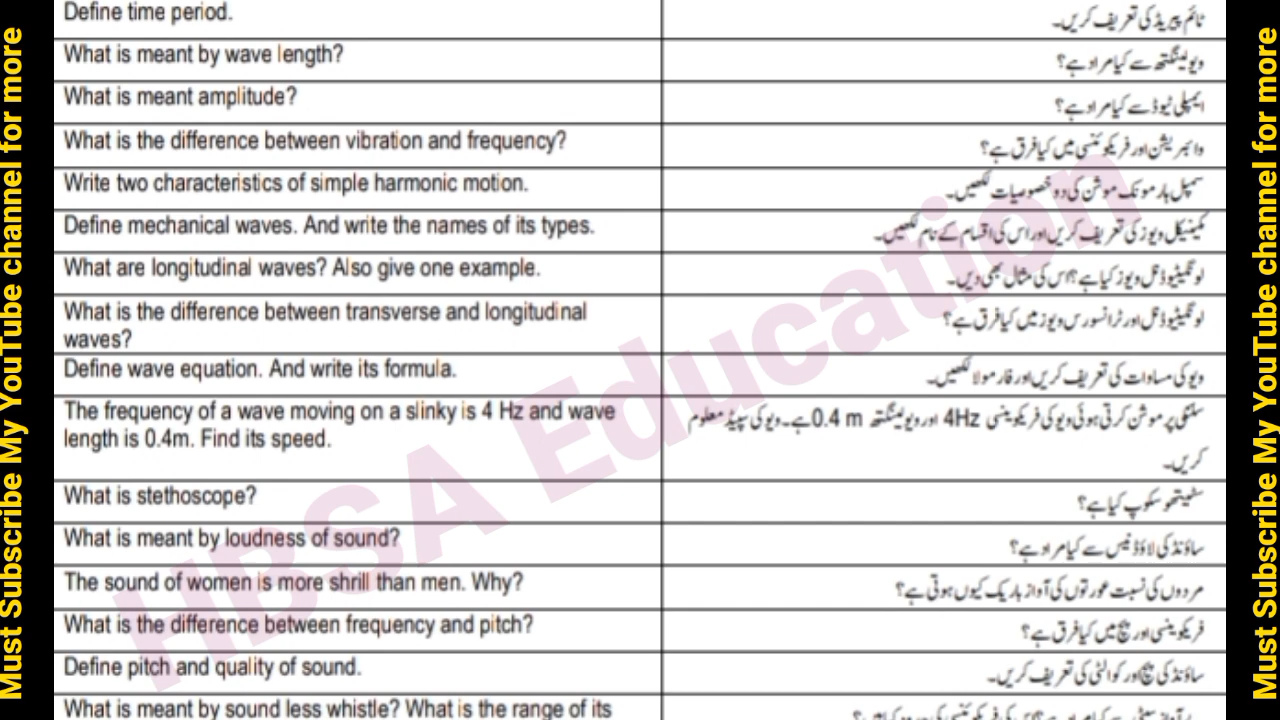 Must Subscribe My YouTube channel for more
Define time period.
ٹائم پیریڈ کی تعریف کریں۔
What is meant by wave length?
ویولینگتھ سے کیا مراد ہے؟
What is meant amplitude?
ایمپلی ٹیوڈ سے کیا مراد ہے؟
What is the difference between vibration and frequency?
وائبریشن اور فریکوئنسی میں کیا فرق ہے؟
Write two characteristics of simple harmonic motion.
سمپل ہارمونک موشن کی دو خصوصیات لکھیں۔
Define mechanical waves. And write the names of its types.
مکینیکل ویوز کی تعریف کریں اور اس کی اقسام کے نام لکھیں۔
What are longitudinal waves? Also give one example.
لونگیٹیوڈنل ویوز کیا ہے؟ اس کی مثال بھی دیں۔
What is the difference between transverse and longitudinal
waves?
لونگیٹیوڈنل اور ٹرانسورس ویوز میں کیا فرق ہے؟
Define wave equation. And write its formula.
ویو کی مساوات کی تعریف کریں اور فارمولا لکھیں۔
The frequency of a wave moving on a slinky is 4 Hz and wave
length is 0.4m. Find its speed.
سلنکی پر موشن کرتی ہوئی ویو کی فریکوینسی 4Hz اور ویولینگتھ 0.4 m ہے۔ ویو کی سپیڈ معلوم
کریں۔
What is stethoscope?
سٹیتھوسکوپ کیا ہے؟
What is meant by loudness of sound?
ساؤنڈ کی لاؤڈنیس سے کیا مراد ہے؟
The sound of women is more shrill than men. Why?
مردوں کی نسبت عورتوں کی آواز باریک کیوں ہوتی ہے؟
What is the difference between frequency and pitch?
فریکوینسی اور پچ میں کیا فرق ہے؟
Define pitch and quality of sound.
ساؤنڈ کی پچ اور کوالٹی کی تعریف کریں۔
What is meant by sound less whistle? What is the range of its
HBSA Education
Must Subscribe My YouTube channel for more